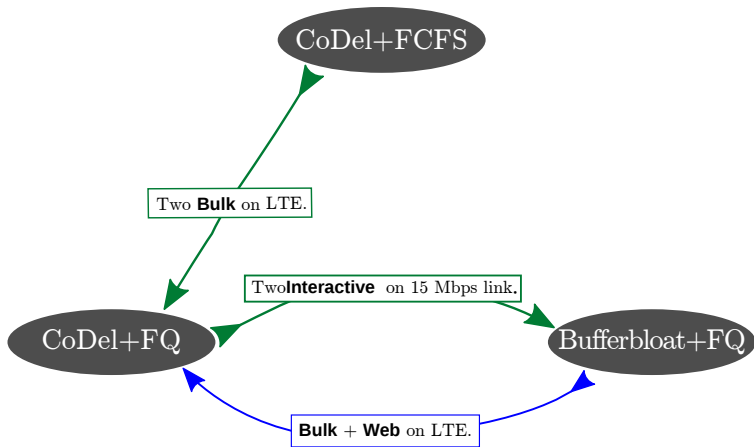 CoDel+FCFS
Two Bulk on LTE.
TwoInteractive on 15 Mbps link.
CoDel+FQ
Bufferbloat+FQ
Bulk + Web on LTE.